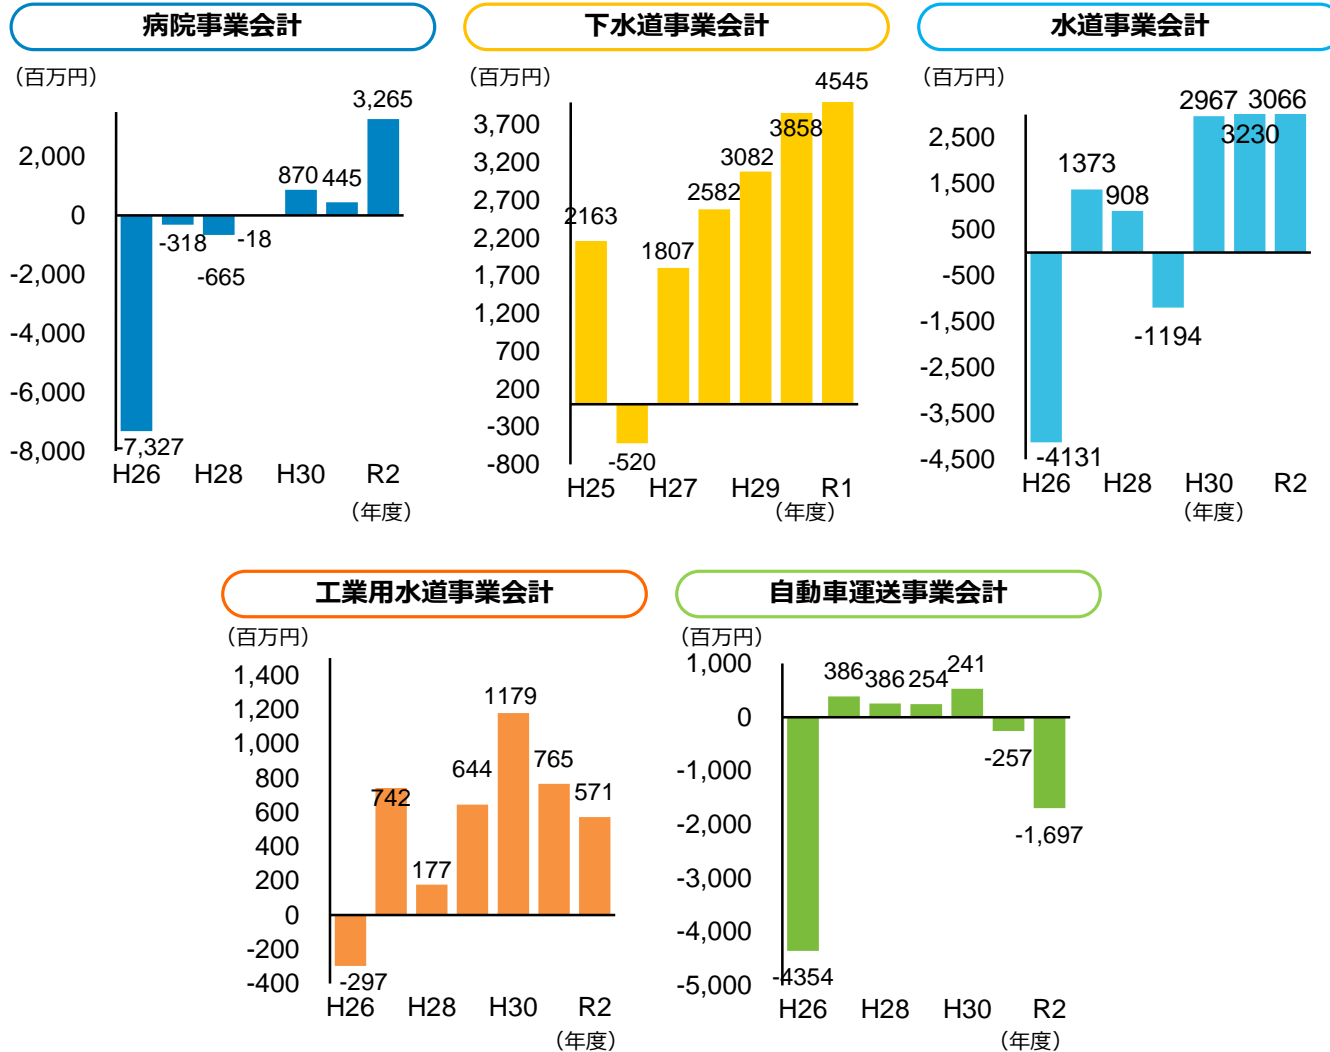 病院事業会計
（百万円）
3,265
2,000
870
445
0
-318
-18
-665
-2,000
-4,000
-6,000
-8,000
-7,327
H26
H28
H30
R2
（年度）
下水道事業会計
（百万円）
4545
3,700
3858
3,200
3082
2,700
2582
2163
2,200
1807
1,700
1,200
700
200
-300
-800
-520
H25
H27
H29
R1
（年度）
水道事業会計
（百万円）
2967
3066
2,500
3230
1373
1,500
908
500
-500
-1,500
-1194
-2,500
-3,500
-4,500
-4131
H26
H28
H30
R2
（年度）
工業用水道事業会計
（百万円）
1,400
1179
1,200
1,000
644
765
800
742
571
600
400
177
200
0
-200
-400
-297
H26
H28
H30
R2
（年度）
自動車運送事業会計
（百万円）
1,000
386
386
254
241
0
-257
-1,000
-2,000
-1,697
-3,000
-4,000
-5,000
-4354
H26
H28
H30
R2
（年度）